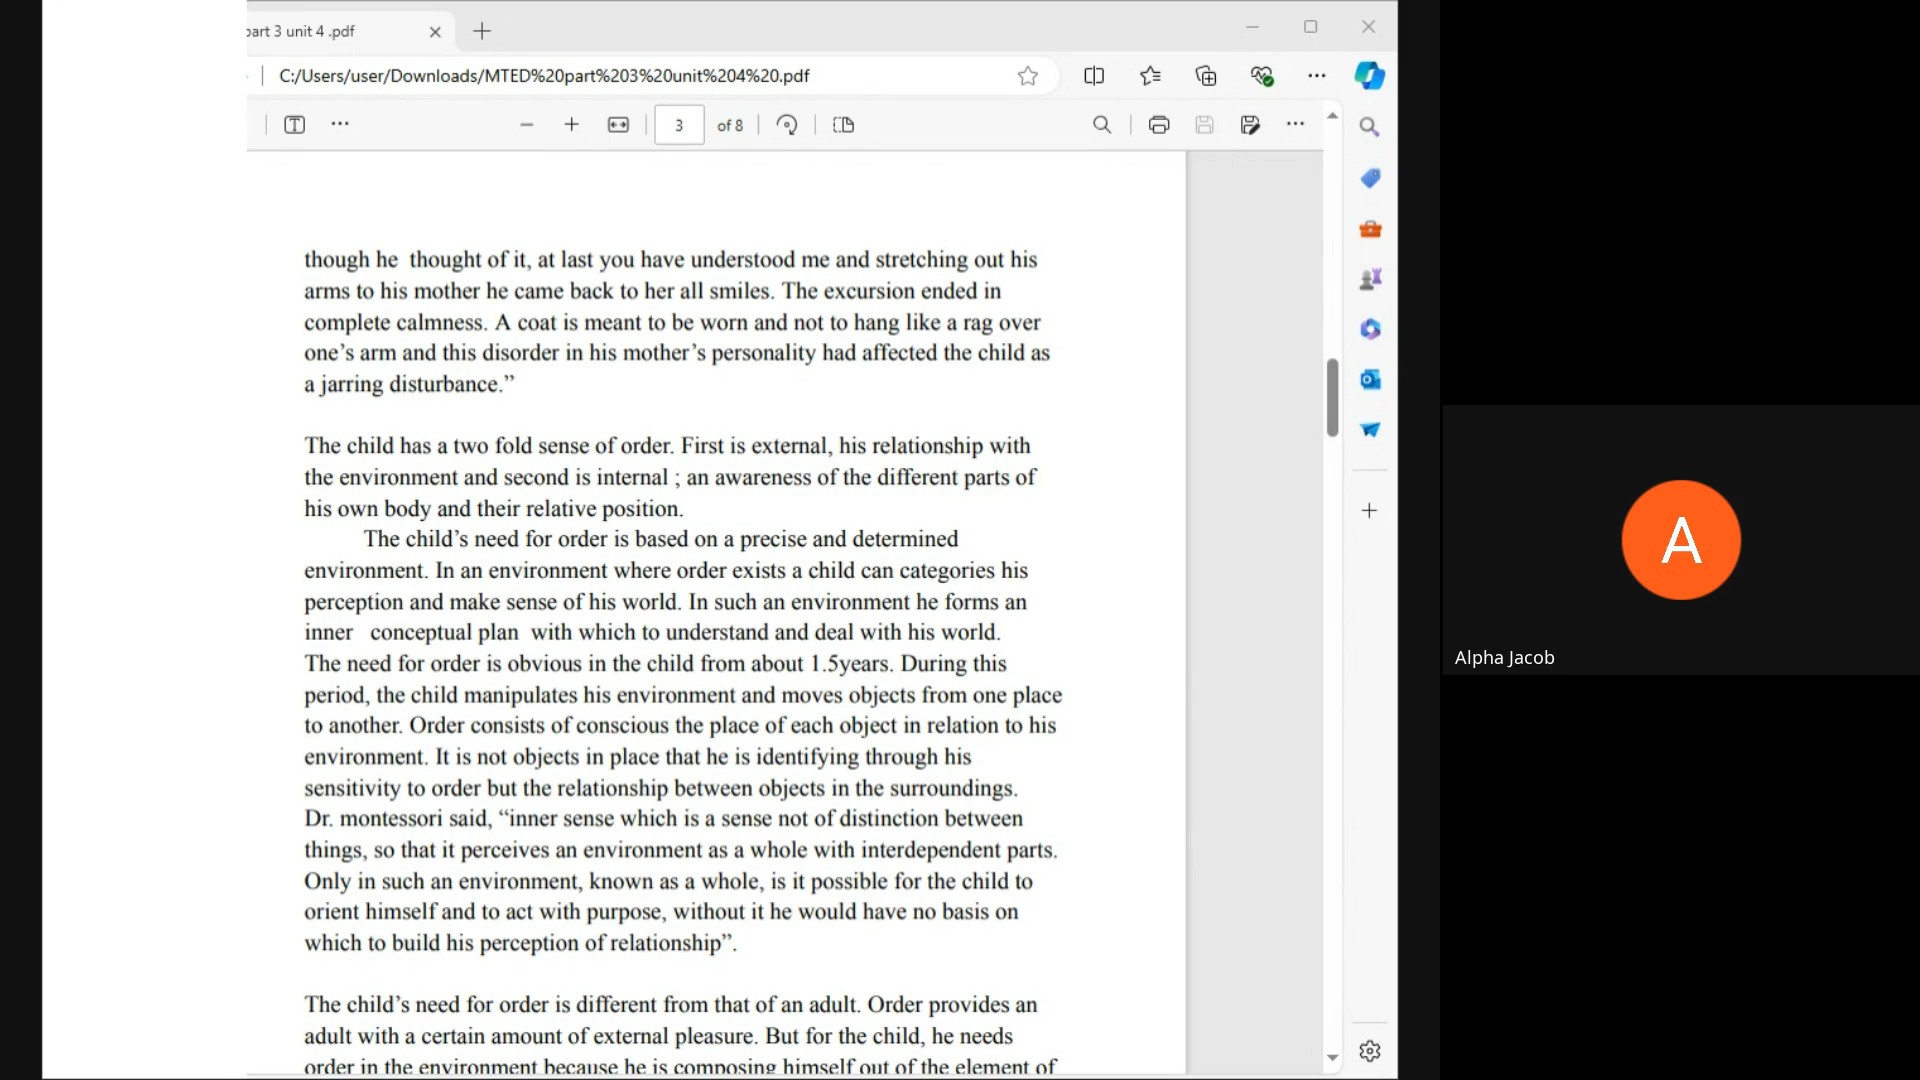 part 3 unit 4 .pdf
C:/Users/user/Downloads/MTED%20part%203%20unit%204%20.pdf
3 of 8
though he thought of it, at last you have understood me and stretching out his
arms to his mother he came back to her all smiles. The excursion ended in
complete calmness. A coat is meant to be worn and not to hang like a rag over
one’s arm and this disorder in his mother’s personality had affected the child as
a jarring disturbance.”
The child has a two fold sense of order. First is external, his relationship with
the environment and second is internal ; an awareness of the different parts of
his own body and their relative position.
The child’s need for order is based on a precise and determined
environment. In an environment where order exists a child can categories his
perception and make sense of his world. In such an environment he forms an
inner conceptual plan with which to understand and deal with his world.
The need for order is obvious in the child from about 1.5years. During this
period, the child manipulates his environment and moves objects from one place
to another. Order consists of conscious the place of each object in relation to his
environment. It is not objects in place that he is identifying through his
sensitivity to order but the relationship between objects in the surroundings.
Dr. montessori said, “inner sense which is a sense not of distinction between
things, so that it perceives an environment as a whole with interdependent parts.
Only in such an environment, known as a whole, is it possible for the child to
orient himself and to act with purpose, without it he would have no basis on
which to build his perception of relationship”.
The child’s need for order is different from that of an adult. Order provides an
adult with a certain amount of external pleasure. But for the child, he needs
order in the environment because he is composing himself out of the element of
A
Alpha Jacob